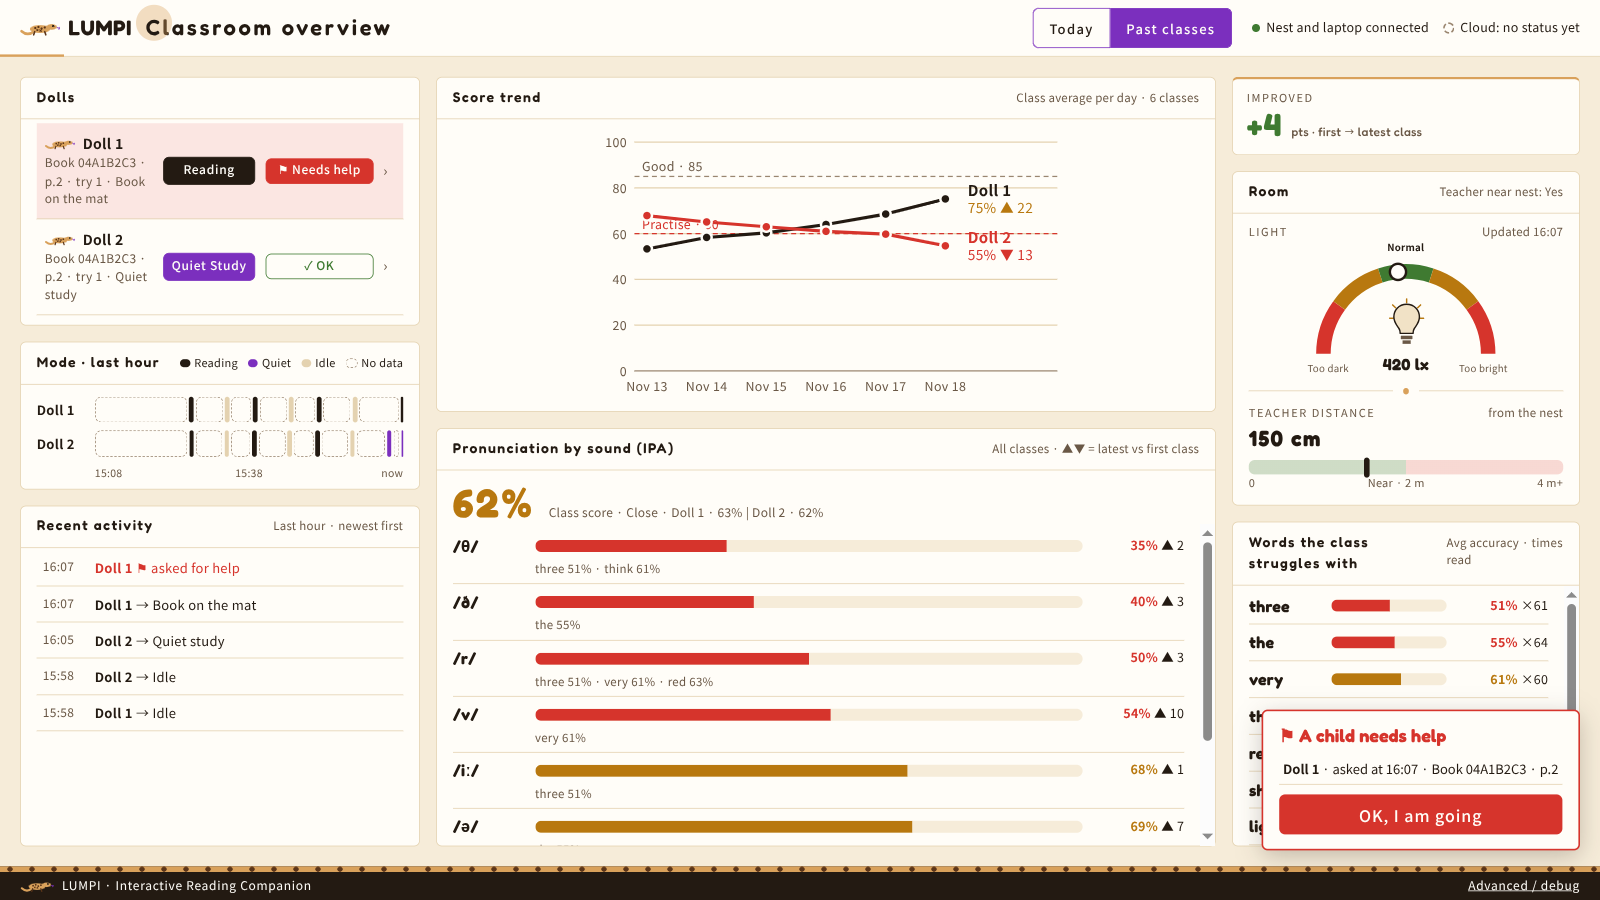 LUMPI Classroom overview
Today
Past classes
Nest and laptop connected
Cloud: no status yet
Dolls
Doll 1
Book 04A1B2C3 ·
p.2 · try 1 · Book
on the mat
Reading
⚑ Needs help
›
Doll 2
Book 04A1B2C3 ·
p.2 · try 1 · Quiet
study
Quiet Study
✓ OK
›
Mode · last hour
Reading
Quiet
Idle
No data
Doll 1
Doll 2
15:08
15:38
now
Recent activity
Last hour · newest first
16:07 Doll 1 ⚑ asked for help
16:07 Doll 1 → Book on the mat
16:05 Doll 2 → Quiet study
15:58 Doll 2 → Idle
15:58 Doll 1 → Idle
Score trend
Class average per day · 6 classes
100
Good · 85
80
Practise ·
60
40
20
0
Doll 1
75% ▲ 22
Doll 2
55% ▼ 13
Nov 13 Nov 14 Nov 15 Nov 16 Nov 17 Nov 18
Pronunciation by sound (IPA)
All classes · ▲▼ = latest vs first class
62% Class score · Close · Doll 1 · 63% | Doll 2 · 62%
/θ/ 35% ▲ 2
three 51% · think 61%
/ð/ 40% ▲ 3
the 55%
/r/ 50% ▲ 3
three 51% · very 61% · red 63%
/v/ 54% ▲ 10
very 61%
/iː/ 68% ▲ 1
three 51%
/ə/ 69% ▲ 7
IMPROVED
+4 pts · first → latest class
Room
Teacher near nest: Yes
LIGHT
Updated 16:07
Normal
Too dark
420 lx
Too bright
TEACHER DISTANCE
from the nest
150 cm
0
Near · 2 m
4 m+
Words the class
struggles with
Avg accuracy · times
read
three 51% ×61
the 55% ×64
very 61% ×60
⚑ A child needs help
Doll 1 · asked at 16:07 · Book 04A1B2C3 · p.2
OK, I am going
LUMPI · Interactive Reading Companion
Advanced / debug